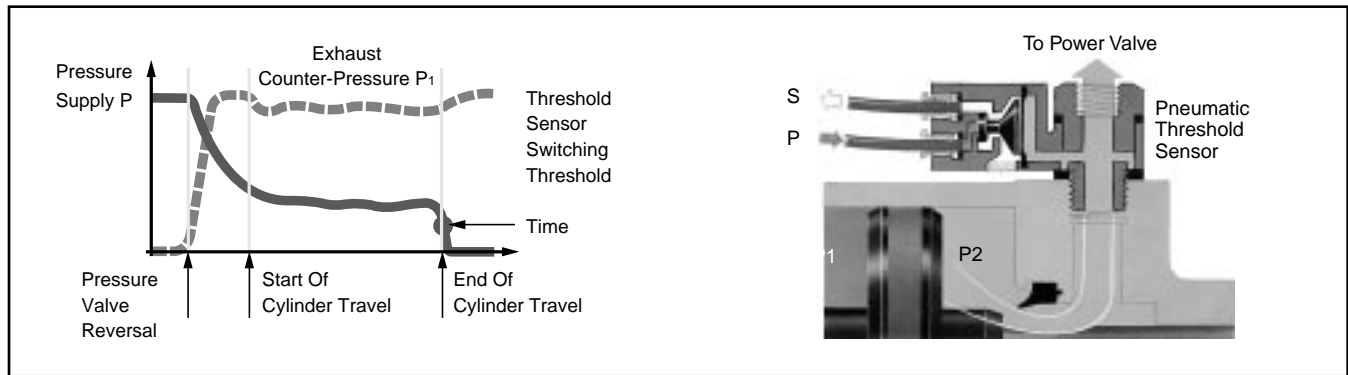 Exhaust
Counter-Pressure P1
Pressure
Supply P
Threshold
Sensor
Switching
Threshold
Time
Pressure
Valve
Reversal
Start Of
Cylinder Travel
End Of
Cylinder Travel
To Power Valve
S
P
Pneumatic
Threshold
Sensor
P1
P2